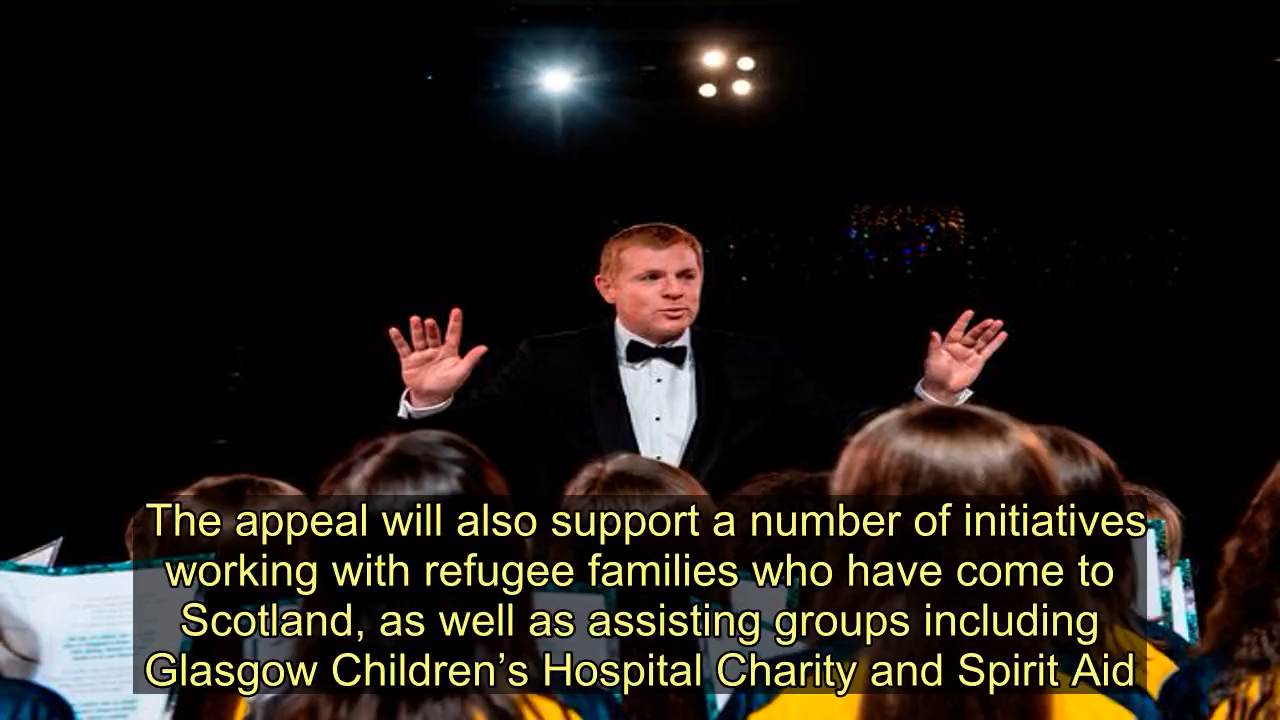 The appeal will also support a number of initiatives
working with refugee families who have come to
Scotland, as well as assisting groups including
Glasgow Children’s Hospital Charity and Spirit Aid